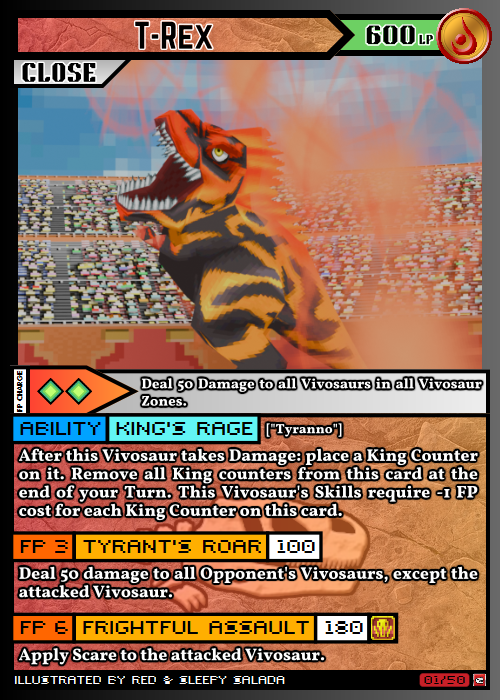 T-Rex
600 LP
CLOSE
FP CHARGE
Deal 50 Damage to all Vivosaurs in all Vivosaur
Zones.
ABILITY KING'S RAGE ["Tyranno"]
After this Vivosaur takes Damage: place a King Counter
on it. Remove all King counters from this card at the
end of your Turn. This Vivosaur's Skills require -1 FP
cost for each King Counter on this card.
FP 3 TYRANT'S ROAR 100
Deal 50 damage to all Opponent's Vivosaurs, except the
attacked Vivosaur.
FP 6 FRIGHTFUL ASSAULT 180
Apply Scare to the attacked Vivosaur.
ILLUSTRATED BY RED & SLEEPY SALADA
01/50